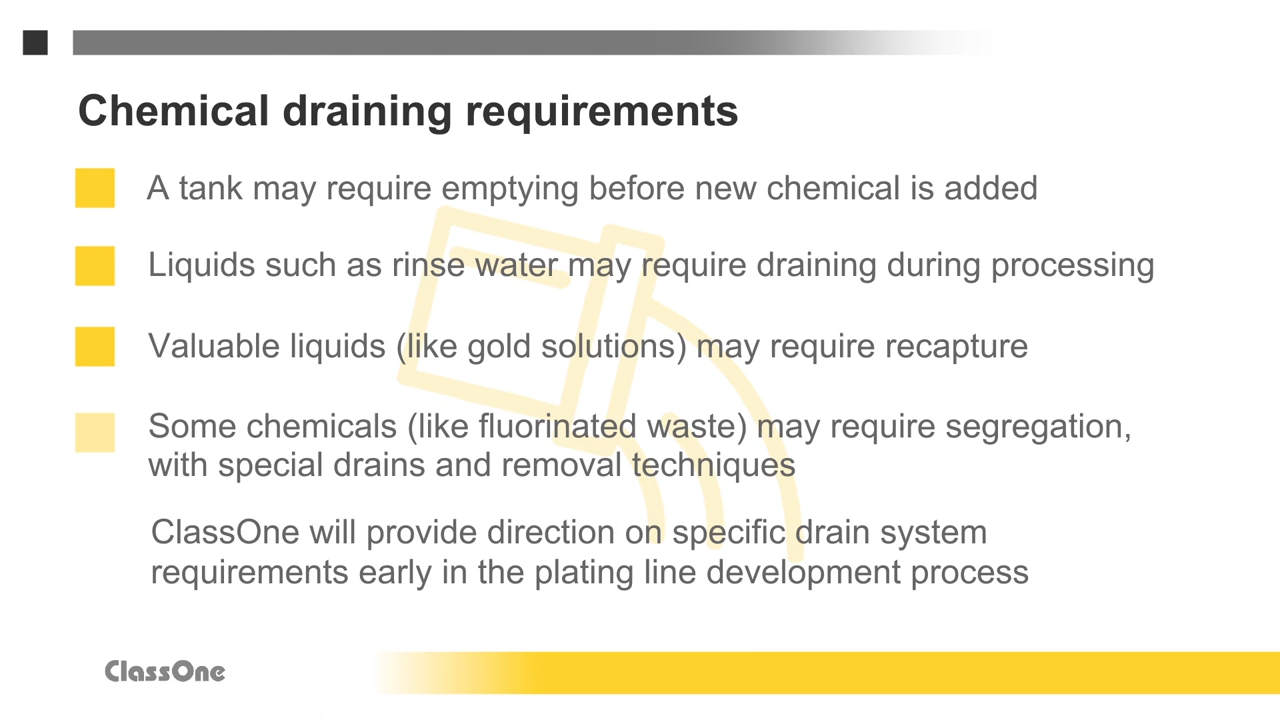 Chemical draining requirements
A tank may require emptying before new chemical is added
Liquids such as rinse water may require draining during processing
Valuable liquids (like gold solutions) may require recapture
Some chemicals (like fluorinated waste) may require segregation,
with special drains and removal techniques
ClassOne will provide direction on specific drain system
requirements early in the plating line development process
ClassOne